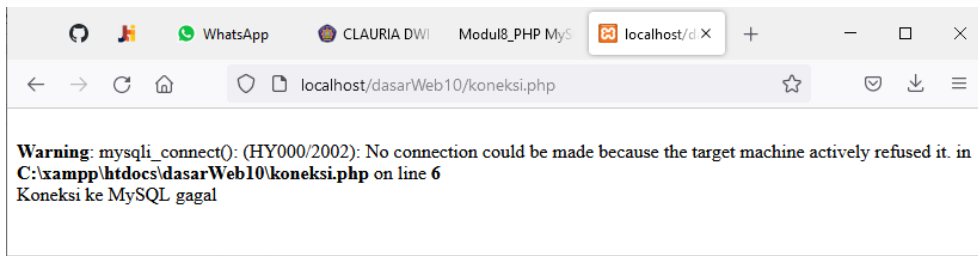 WhatsApp
CLAURIA DWI
Modul8_PHP MyS
localhost/d
localhost/dasarWeb10/koneksi.php
Warning: mysqli_connect(): (HY000/2002): No connection could be made because the target machine actively refused it. in
C:\xampp\htdocs\dasarWeb10\koneksi.php on line 6
Koneksi ke MySQL gagal